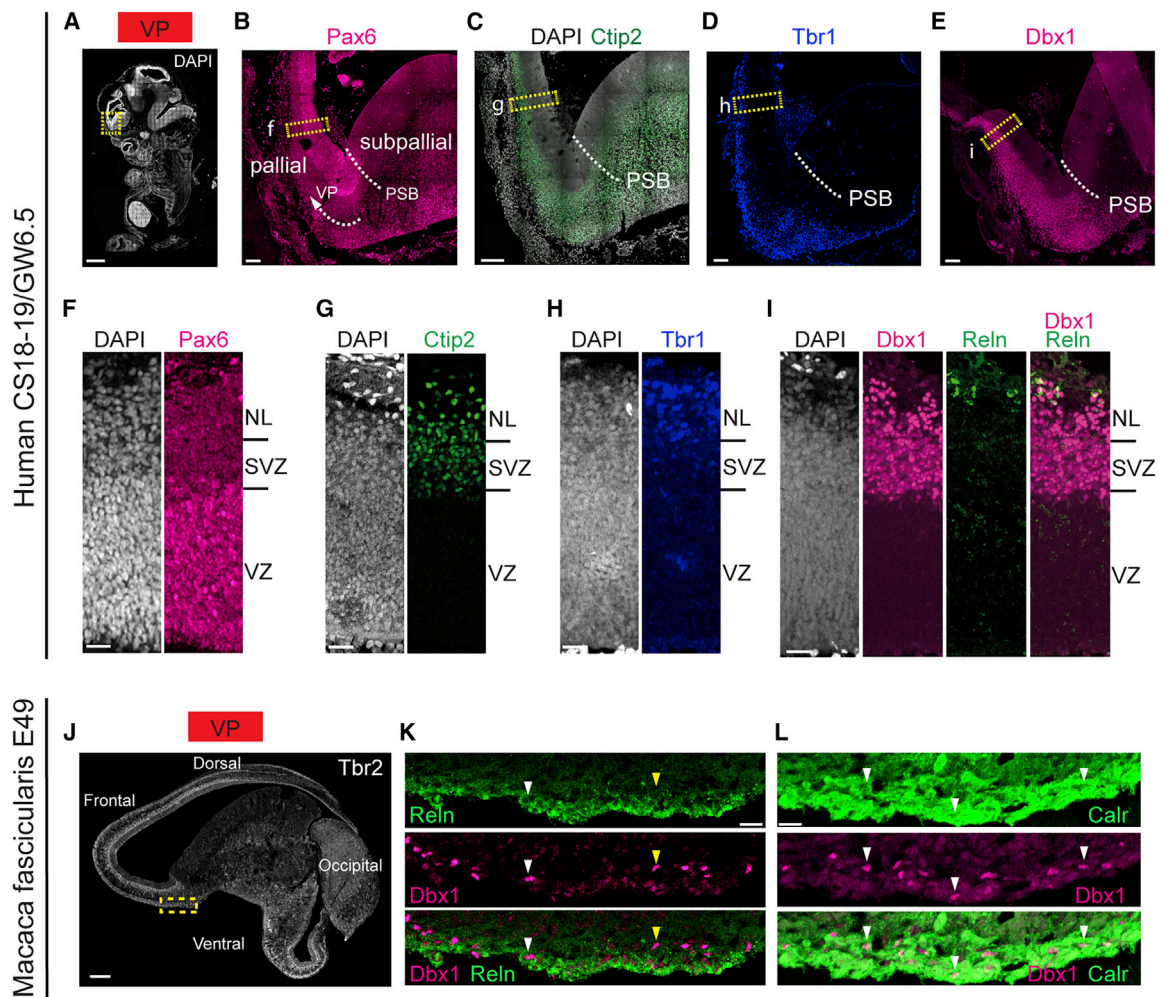 Human CS18-19/GW6.5
A
VP
DAPI
B
Pax6
f
pallial
subpallial
VP
PSB
C
DAPI Ctip2
g
PSB
D
Tbr1
h
PSB
E
Dbx1
i
PSB
F
DAPI Pax6
NL
SVZ
VZ
G
DAPI Ctip2
NL
SVZ
VZ
H
DAPI Tbr1
NL
SVZ
VZ
I
DAPI Dbx1 Reln
Dbx1
Reln
NL
SVZ
VZ
Macaca fascicularis E49
J
VP
Tbr2
Dorsal
Frontal
Occipital
Ventral
K
Reln
Dbx1
Dbx1 Reln
L
Calr
Dbx1
Dbx1 Calr